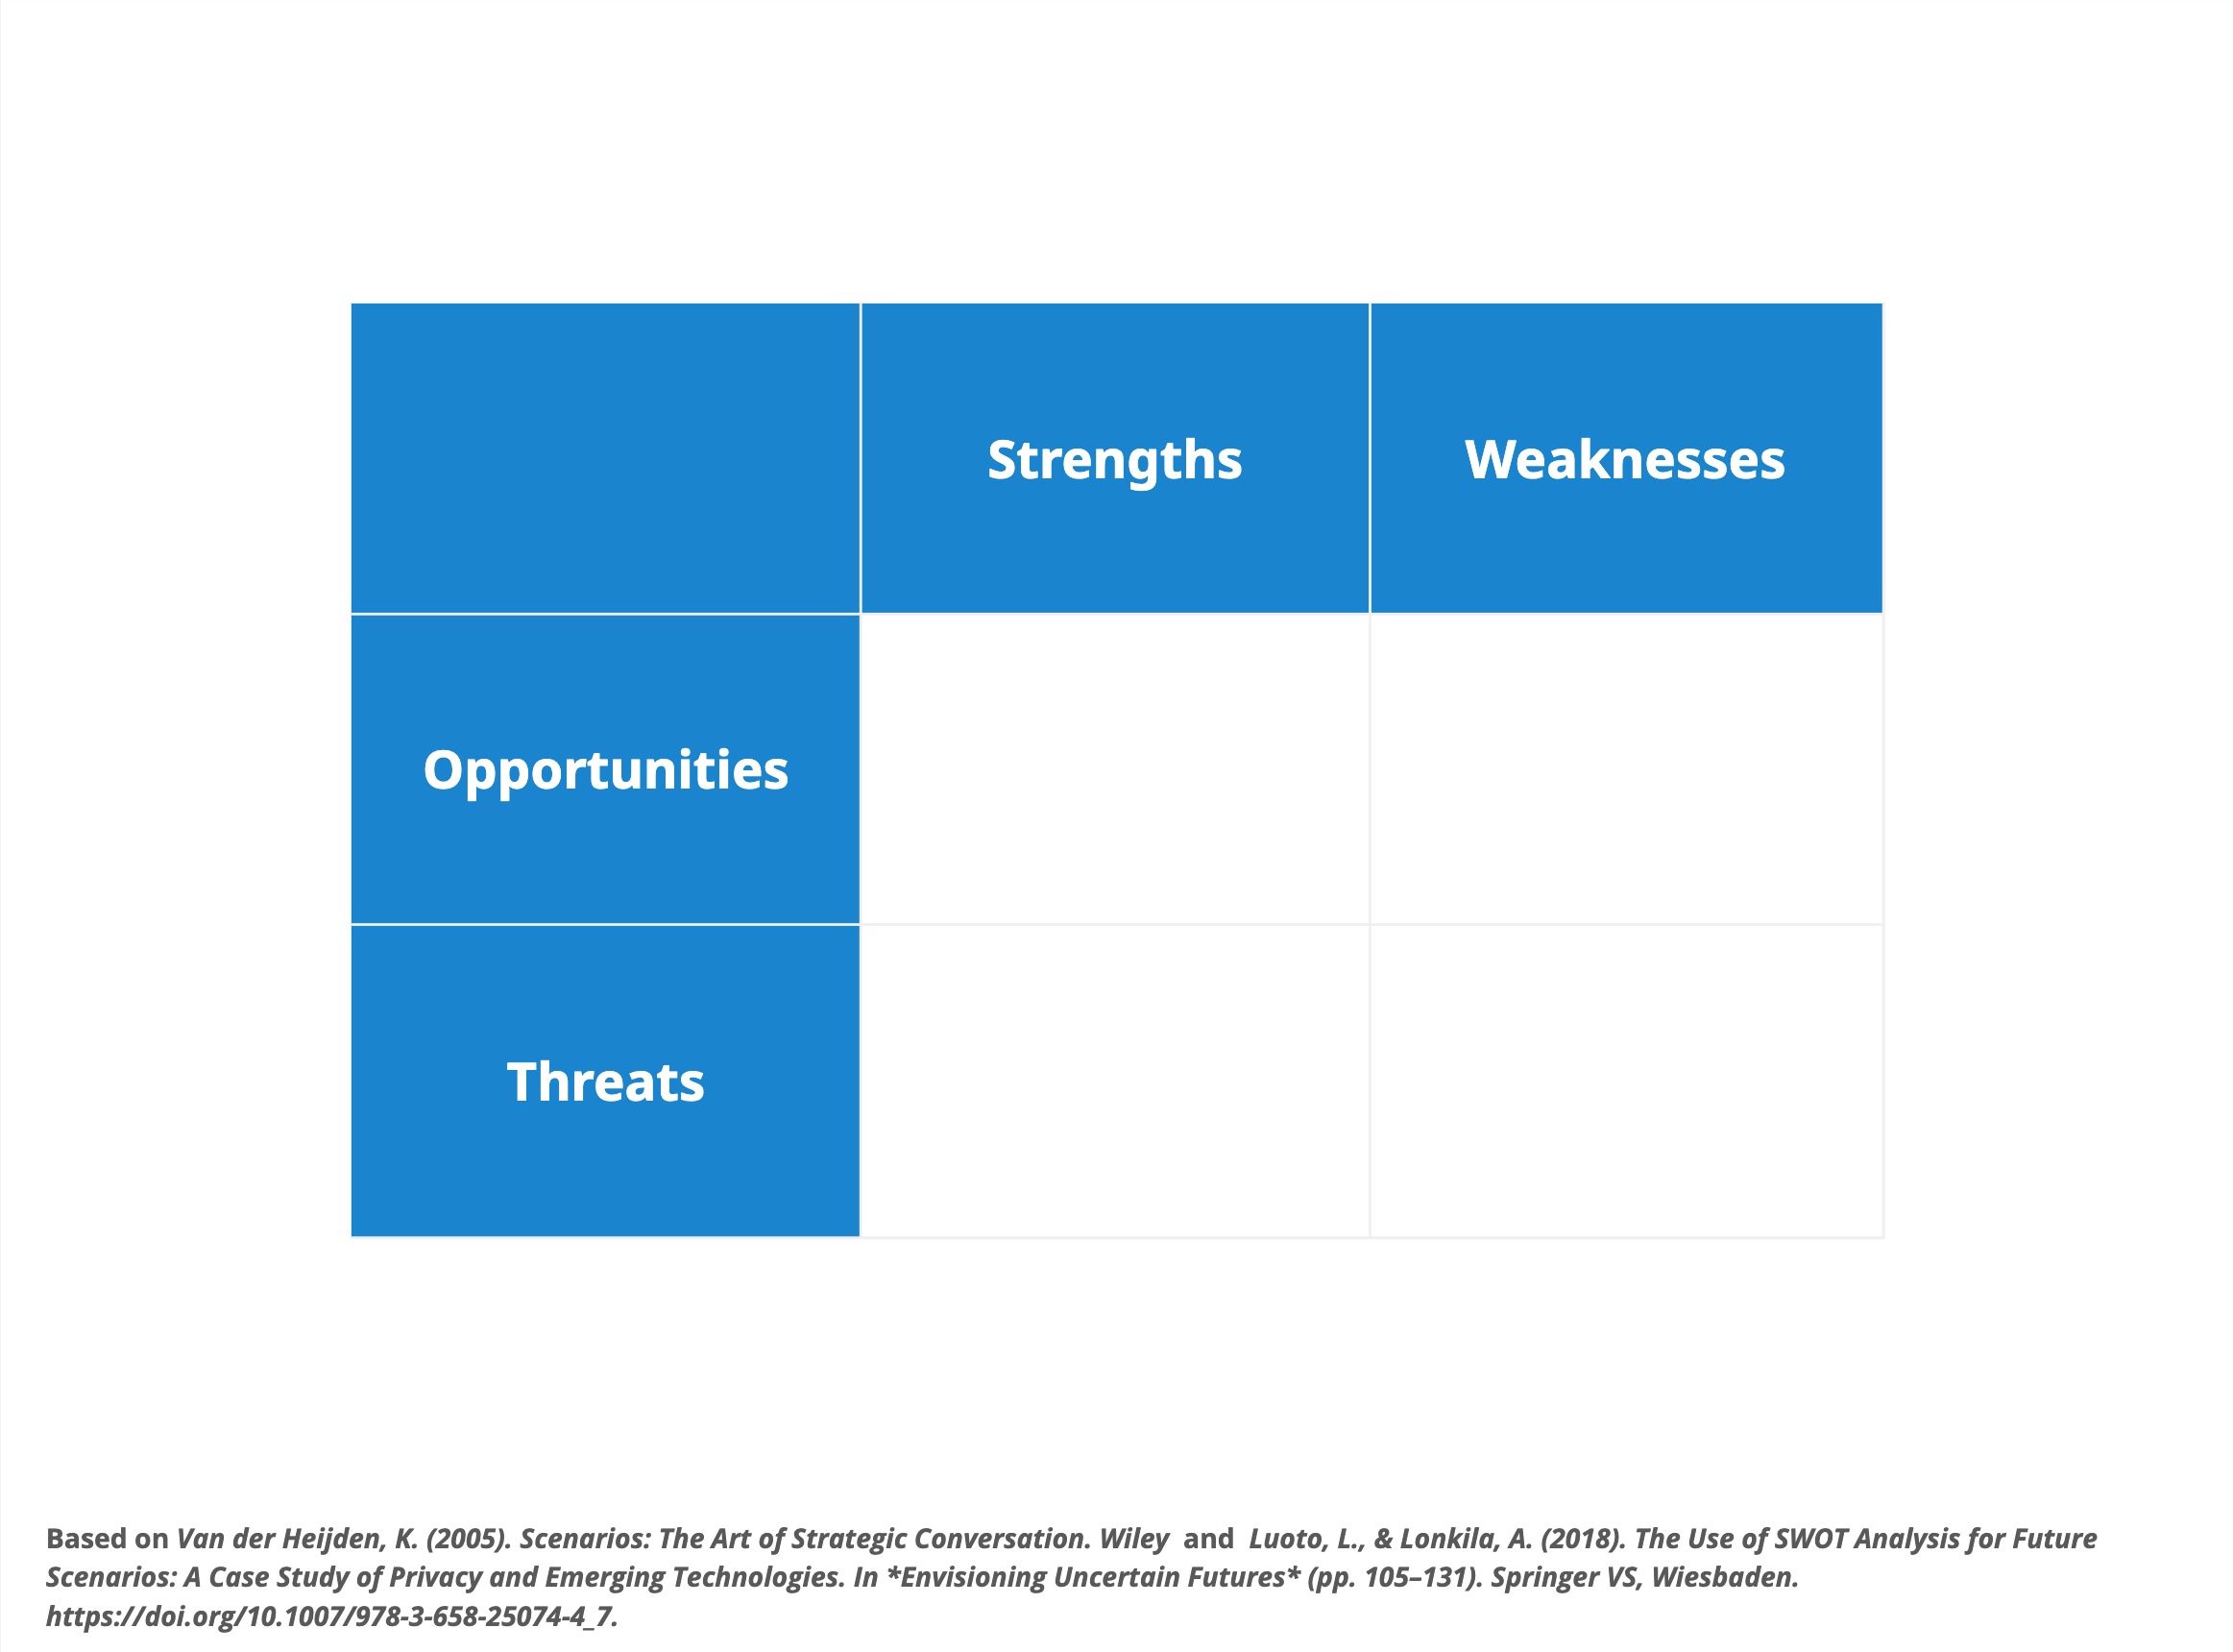 Strengths
Weaknesses
Opportunities
Threats
Based on Van der Heijden, K. (2005). Scenarios: The Art of Strategic Conversation. Wiley and Luoto, L., & Lonkila, A. (2018). The Use of SWOT Analysis for Future
Scenarios: A Case Study of Privacy and Emerging Technologies. In *Envisioning Uncertain Futures* (pp. 105–131). Springer VS, Wiesbaden.
https://doi.org/10.1007/978-3-658-25074-4_7.